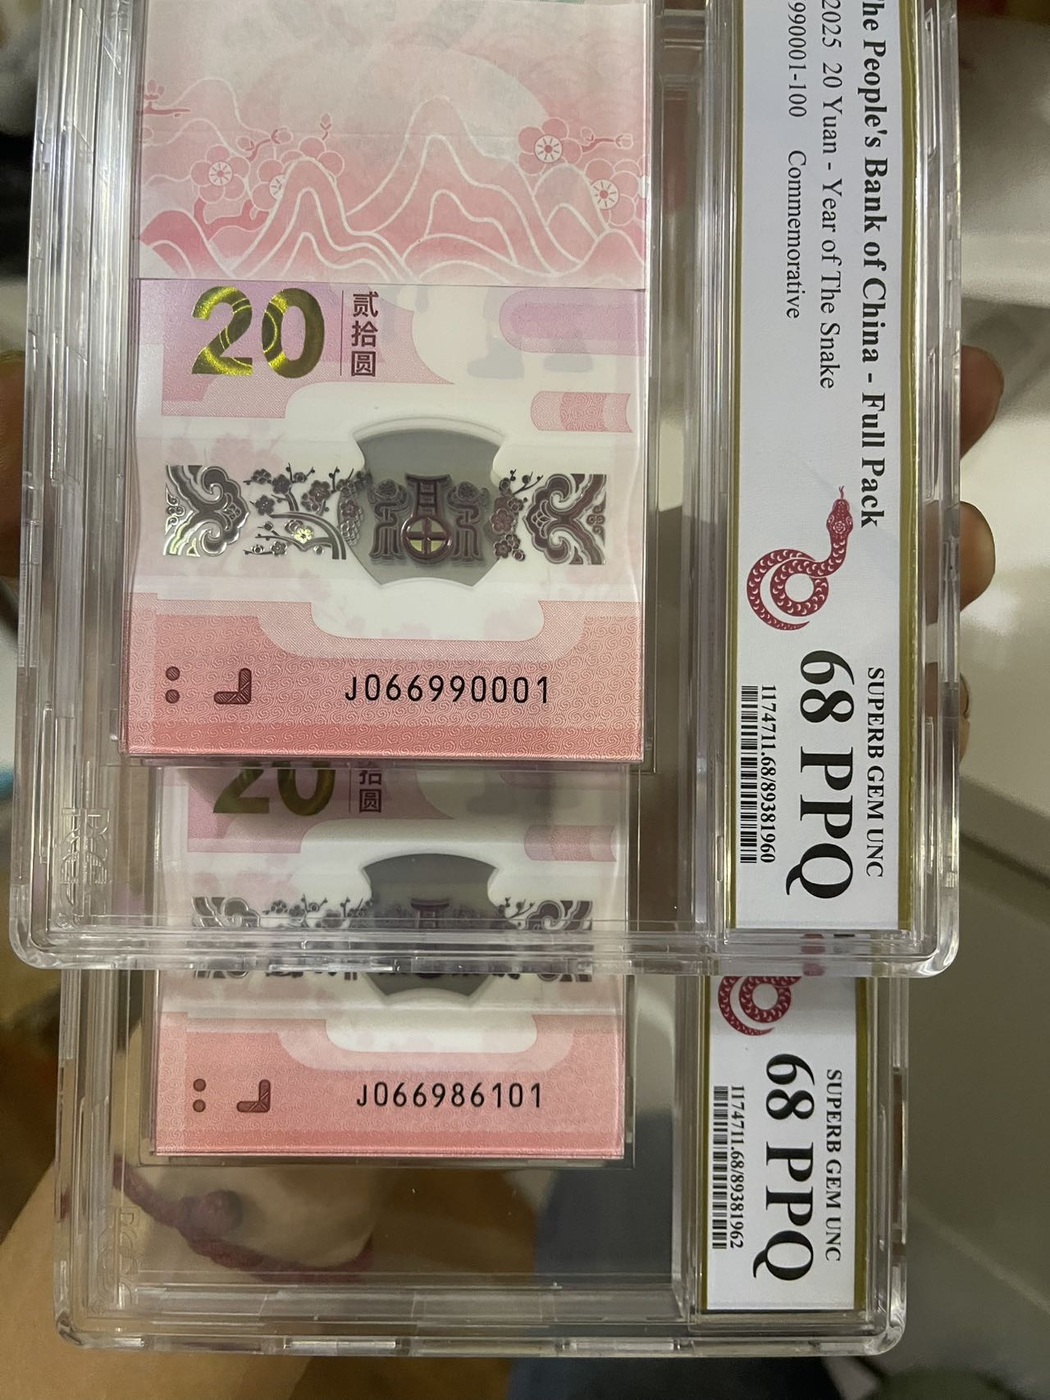 The People's Bank of China - Full Pack
2025 20 Yuan - Year of The Snake
990001-100 Commemorative
SUPERB GEM UNC
68 PPQ
1174711.68/89381960
20
贰拾圆
J066990001
20
拾圆
J066986101
SUPERB GEM UNC
68 PPQ
1174711.68/89381962